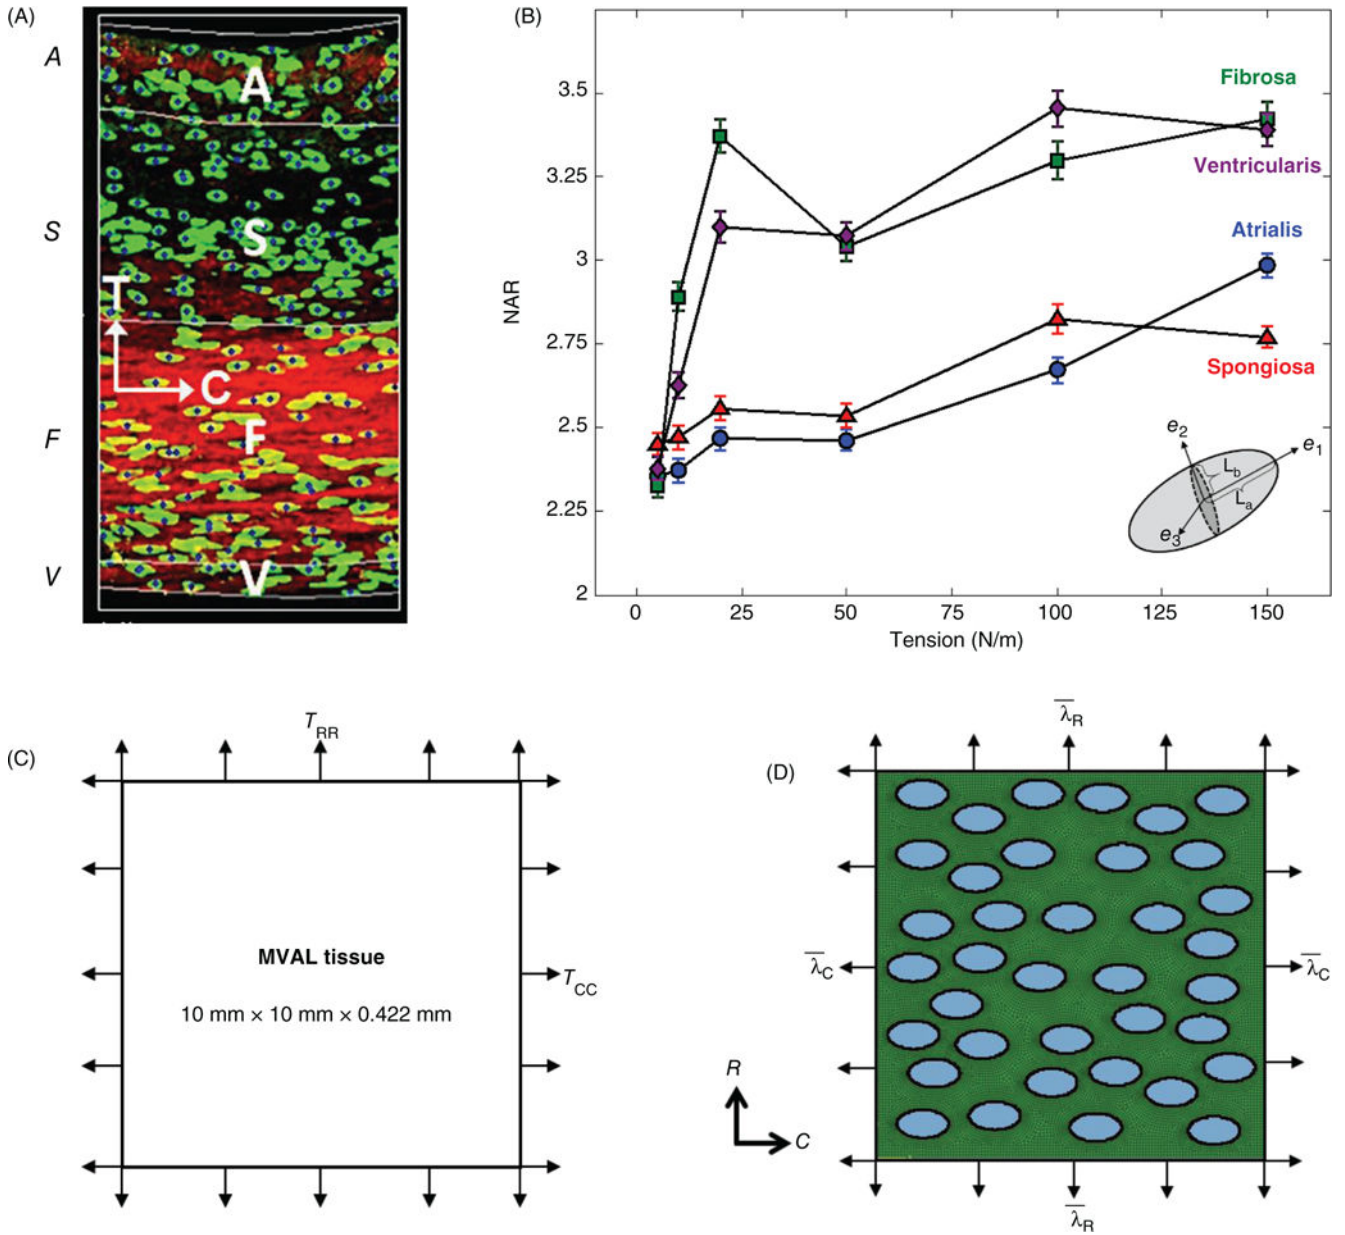 (A)
A
S
F
V
A
S
T
C
F
V
(B)
NAR
3.5
3.25
3
2.75
2.5
2.25
2
0
25
50
75
100
125
150
Tension (N/m)
Fibrosa
Ventricularis
Atrialis
Spongiosa
e2
e1
Lb
La
e3
(C)
TRR
MVAL tissue
10 mm × 10 mm × 0.422 mm
TCC
(D)
λ̅R
λ̅C
λ̅C
λ̅R
R
C